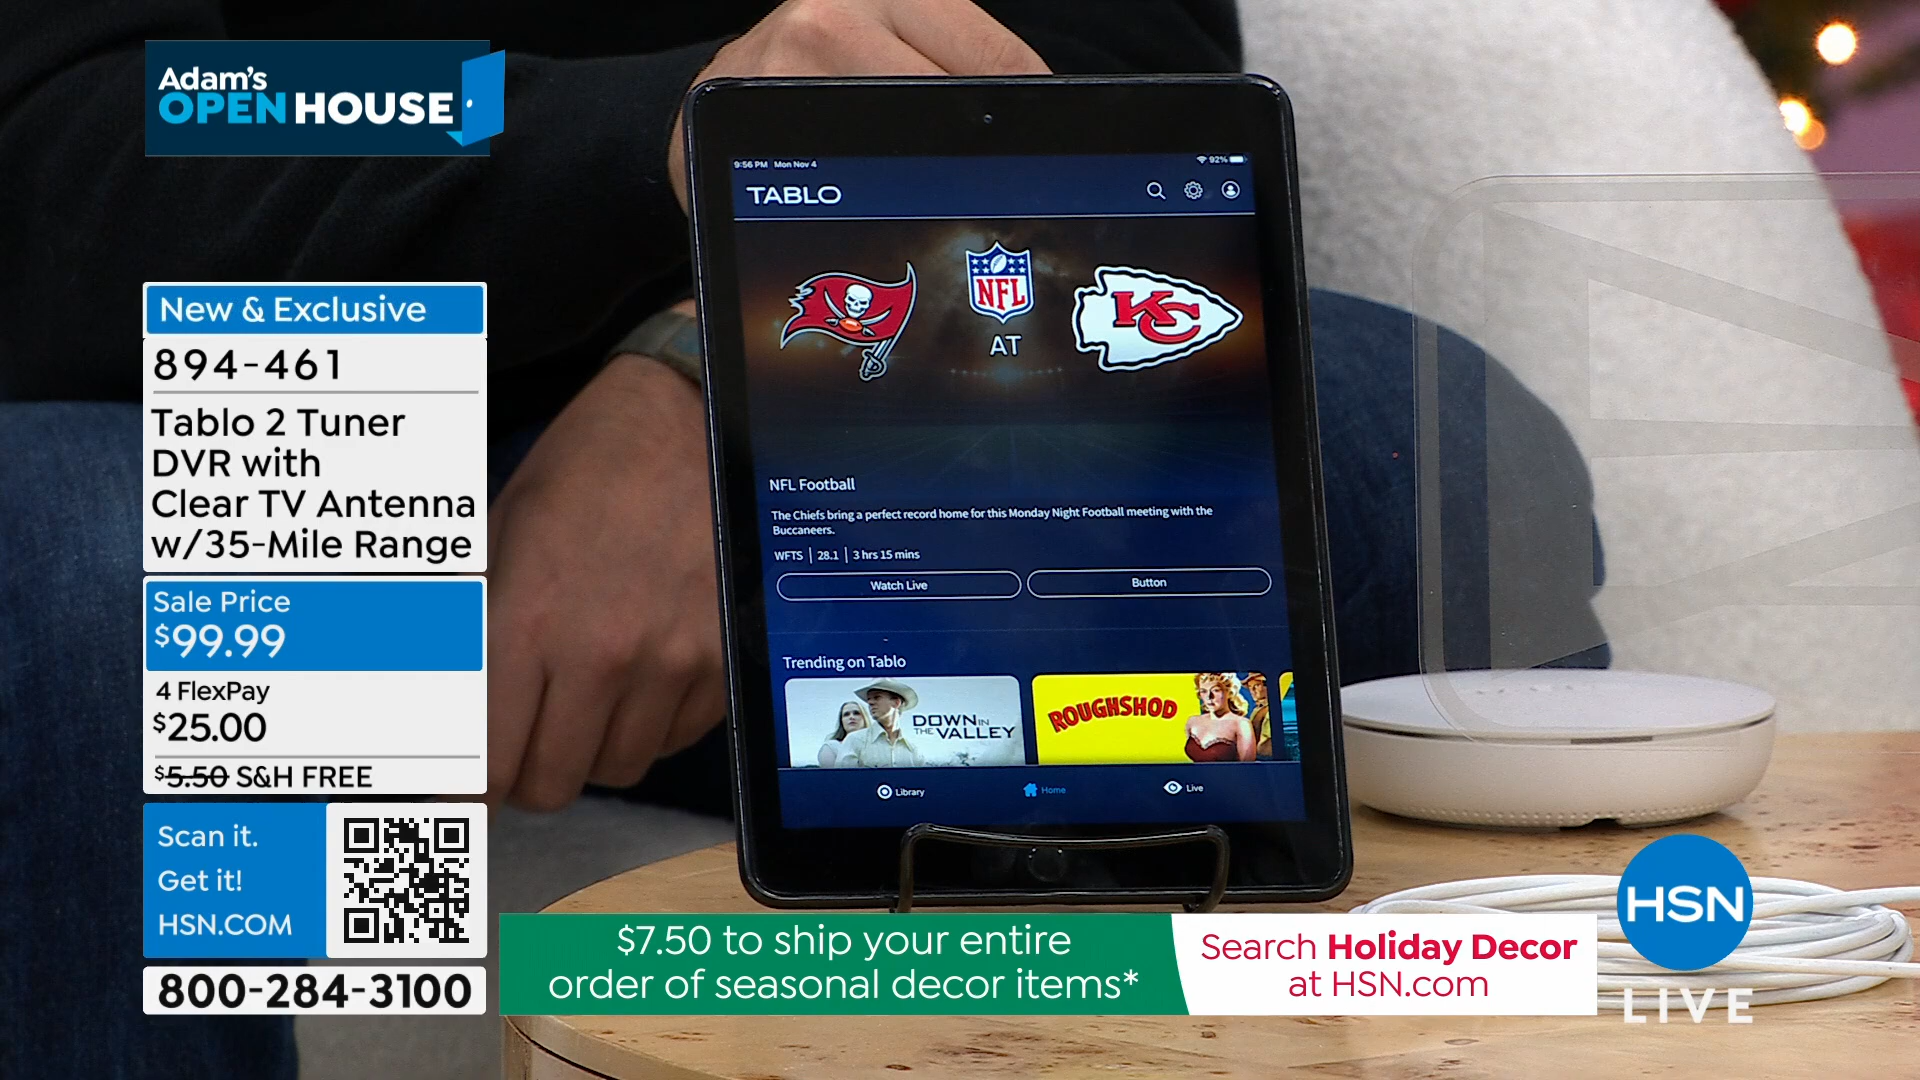 Adam's
OPEN HOUSE
New & Exclusive
894-461
Tablo 2 Tuner
DVR with
Clear TV Antenna
w/35-Mile Range
Sale Price
$99.99
4 FlexPay
$25.00
$5.50 S&H FREE
Scan it.
Get it!
HSN.COM
800-284-3100
9:56 PM Mon Nov 4
92%
TABLO
NFL
AT
KC
NFL Football
The Chiefs bring a perfect record home for this Monday Night Football meeting with the
Buccaneers.
WFTS | 28.1 | 3 hrs 15 mins
Watch Live
Button
Trending on Tablo
DOWN IN
THE VALLEY
ROUGHSHOD
Library
Home
Live
$7.50 to ship your entire
order of seasonal decor items*
Search Holiday Decor
at HSN.com
HSN
LIVE